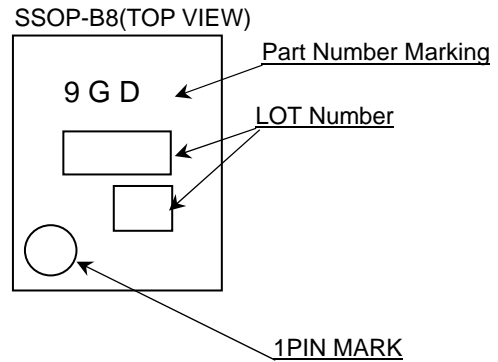 SSOP-B8(TOP VIEW)
Part Number Marking
9 G D
LOT Number
1PIN MARK